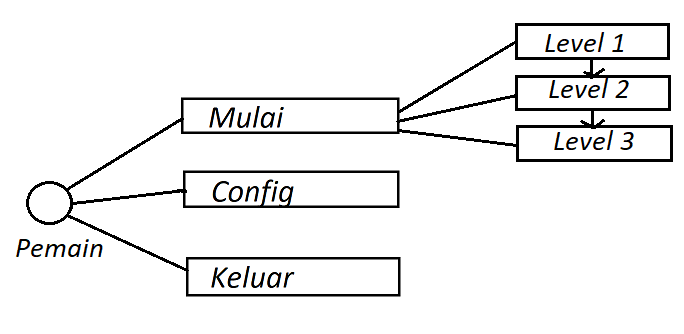 Level 1
Level 2
Level 3
Mulai
Config
Keluar
Pemain